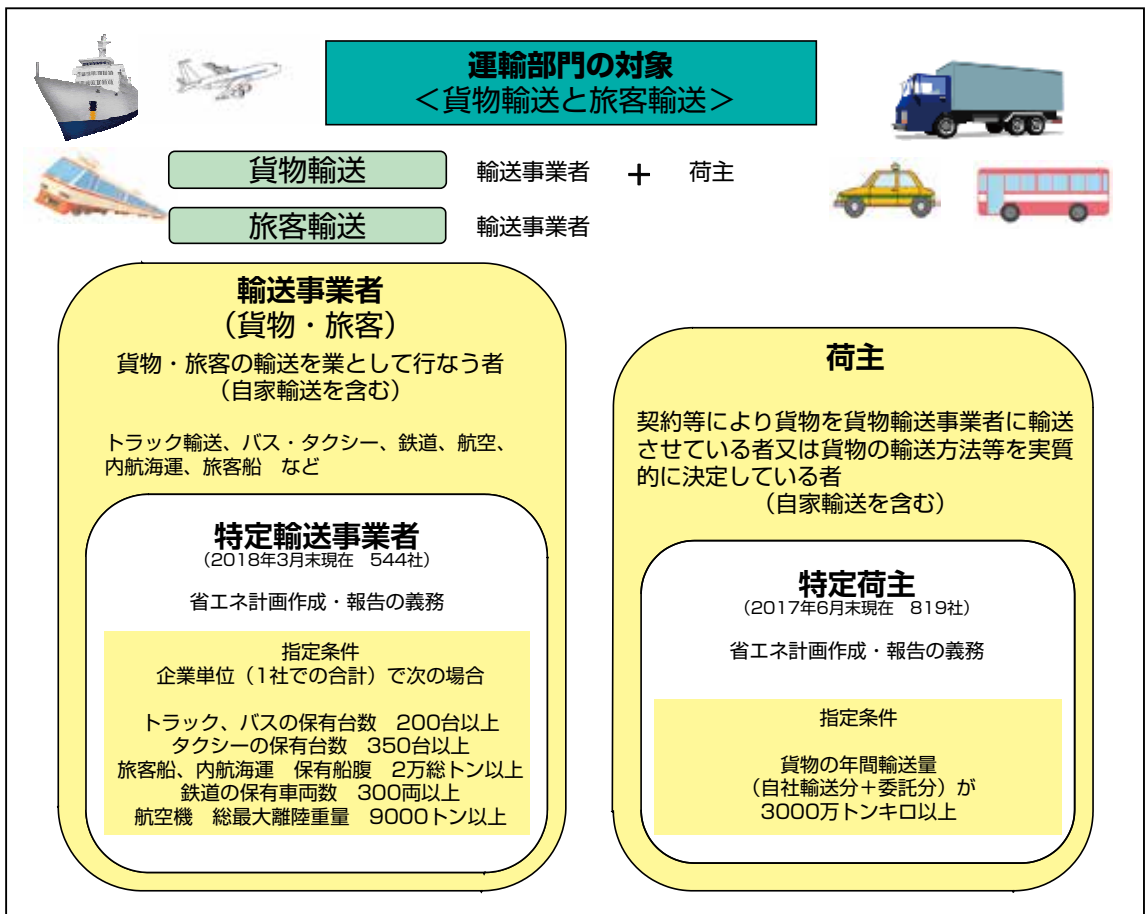 運輸部門の対象
＜貨物輸送と旅客輸送＞
貨物輸送　輸送事業者　＋　荷主
旅客輸送　輸送事業者
輸送事業者
（貨物・旅客）
貨物・旅客の輸送を業として行なう者
（自家輸送を含む）
トラック輸送、バス・タクシー、鉄道、航空、
内航海運、旅客船　など
特定輸送事業者
（2018年3月末現在　544社）
省エネ計画作成・報告の義務
指定条件
企業単位（1社での合計）で次の場合
トラック、バスの保有台数　200台以上
タクシーの保有台数　350台以上
旅客船、内航海運　保有船腹　2万総トン以上
鉄道の保有車両数　300両以上
航空機　総最大離陸重量　9000トン以上
荷主
契約等により貨物を貨物輸送事業者に輸送
させている者又は貨物の輸送方法等を実質
的に決定している者
（自家輸送を含む）
特定荷主
（2017年6月末現在　819社）
省エネ計画作成・報告の義務
指定条件
貨物の年間輸送量
（自社輸送分＋委託分）が
3000万トンキロ以上